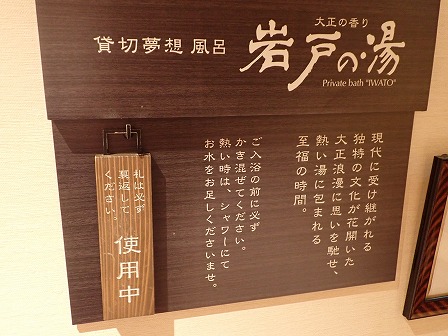 大正の香り
貸切夢想 風呂
岩戸の湯
Private bath "IWATO"
現代に受け継がれる
独特の文化が花開いた
大正浪漫に思いを馳せ、
熱い湯に包まれる
至福の時間。
ご入浴の前に必ず
かき混ぜてください。
熱い時は、シャワーにて
お水をお足しくださいませ。
札は必ず
裏返して
ください。
使用中